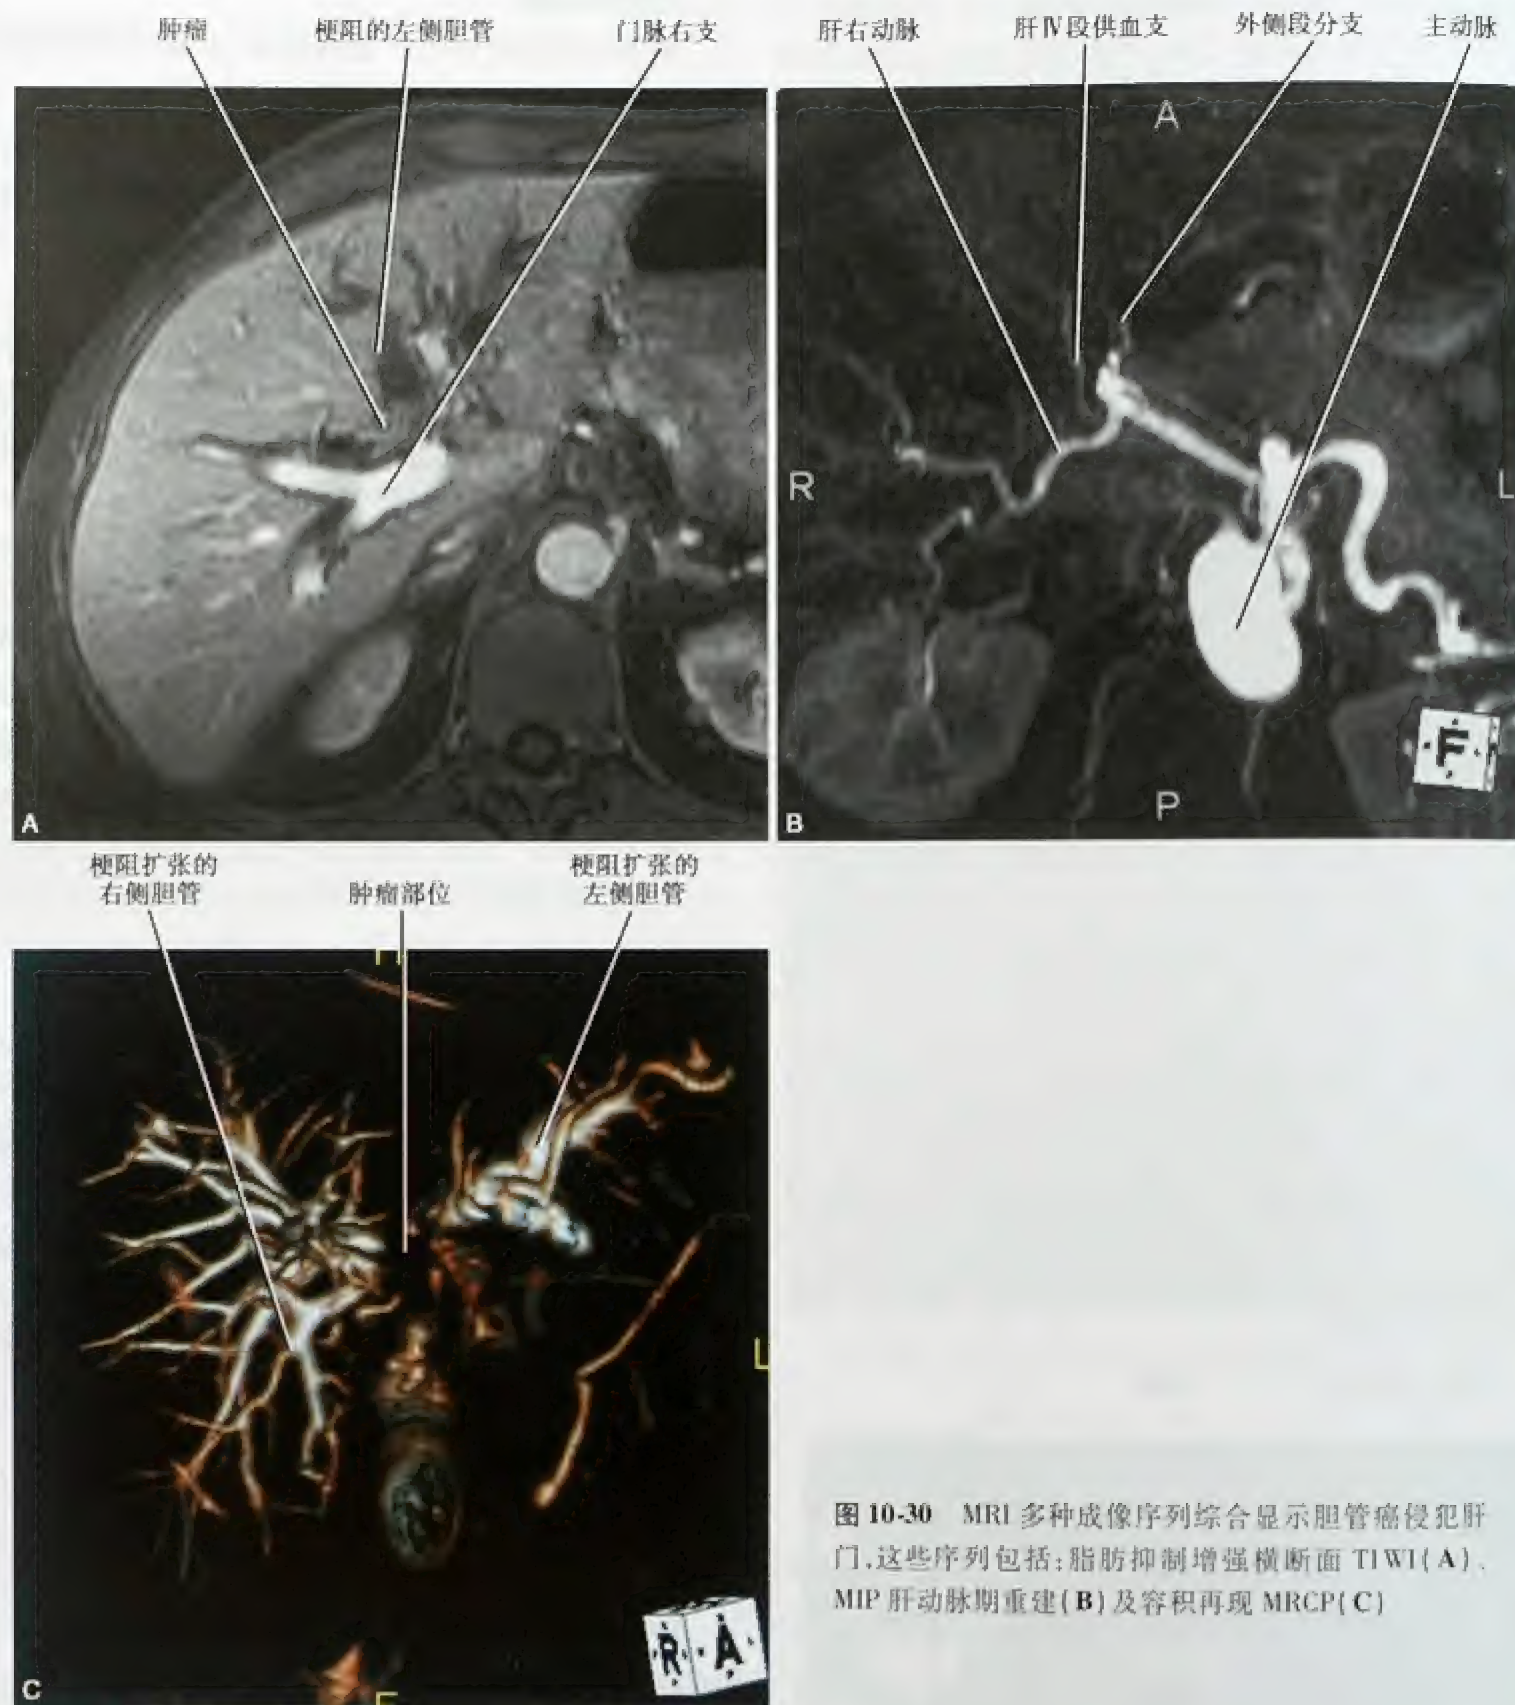 肿瘤
梗阻的左侧胆管
门脉右支
肝右动脉
肝Ⅳ段供血支
外侧段分支
主动脉
A
R
L
F
P
A
B
梗阻扩张的
右侧胆管
肿瘤部位
梗阻扩张的
左侧胆管
H
L
R A
F
C
图 10-30 MRI 多种成像序列综合显示胆管癌侵犯肝
门,这些序列包括:脂肪抑制增强横断面 T1WI(A)、
MIP 肝动脉期重建(B)及容积再现 MRCP(C)